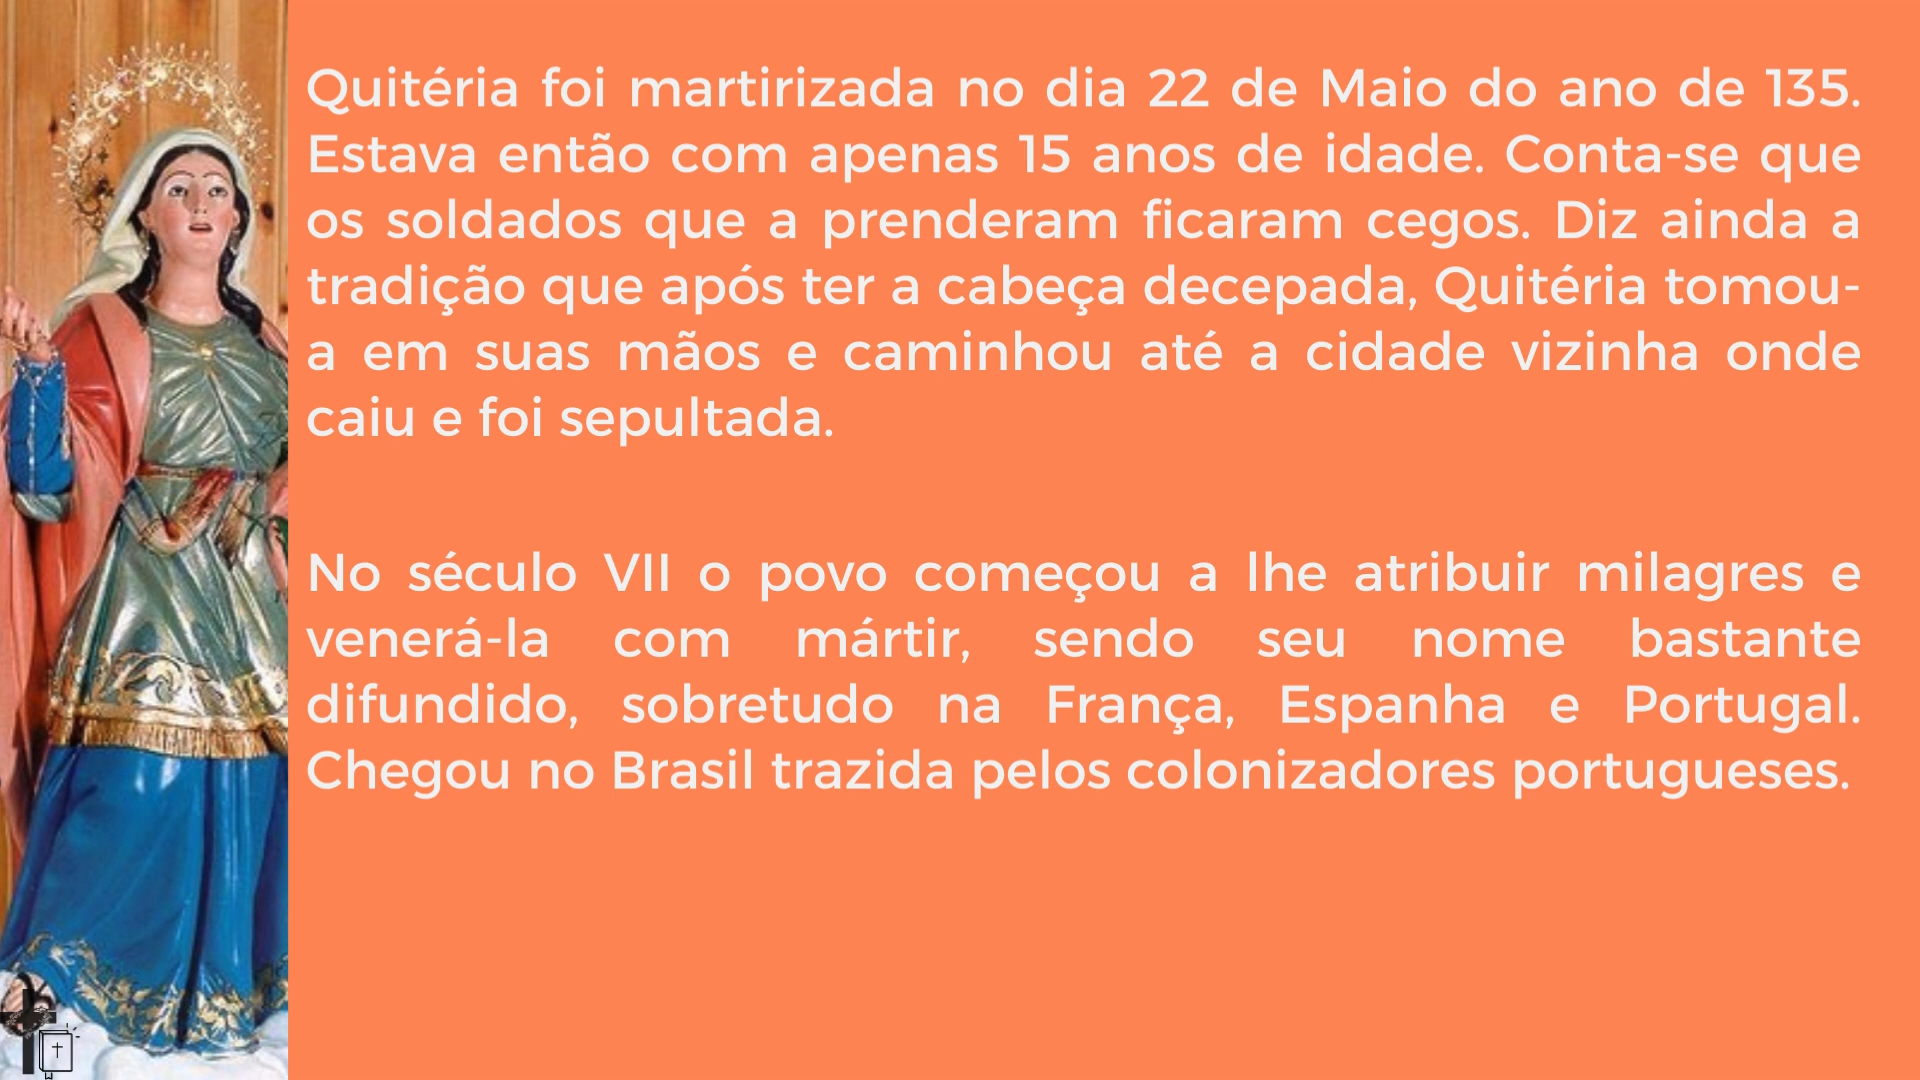 Quitéria foi martirizada no dia 22 de Maio do ano de 135.
Estava então com apenas 15 anos de idade. Conta-se que
os soldados que a prenderam ficaram cegos. Diz ainda a
tradição que após ter a cabeça decepada, Quitéria tomou-
a em suas mãos e caminhou até a cidade vizinha onde
caiu e foi sepultada.
No século VII o povo começou a lhe atribuir milagres e
venerá-la com mártir, sendo seu nome bastante
difundido, sobretudo na França, Espanha e Portugal.
Chegou no Brasil trazida pelos colonizadores portugueses.